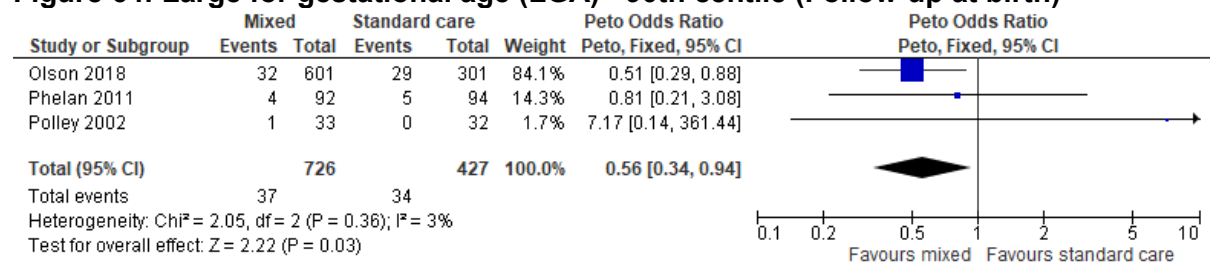 Mixed Standard care Peto Odds Ratio Peto Odds Ratio
Study or Subgroup Events Total Events Total Weight Peto, Fixed, 95% CI Peto, Fixed, 95% CI
Olson 2018 32 601 29 301 84.1% 0.51 [0.29, 0.88]
Phelan 2011 4 92 5 94 14.3% 0.81 [0.21, 3.08]
Polley 2002 1 33 0 32 1.7% 7.17 [0.14, 361.44]
Total (95% CI) 726 427 100.0% 0.56 [0.34, 0.94]
Total events 37 34
Heterogeneity: Chi² = 2.05, df = 2 (P = 0.36); I² = 3%
Test for overall effect: Z = 2.22 (P = 0.03)
0.1 0.2 0.5 1 2 5 10
Favours mixed Favours standard care